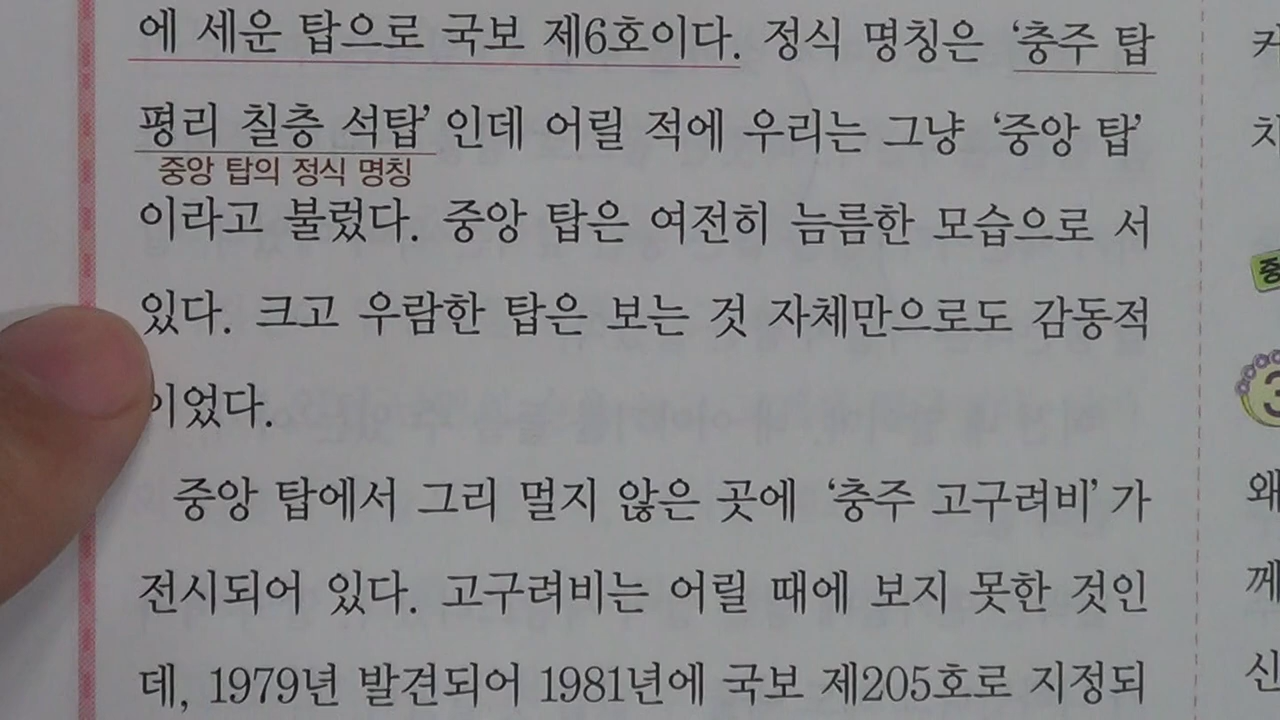 에 세운 탑으로 국보 제6호이다. 정식 명칭은 ‘충주 탑
평리 칠층 석탑’ 인데 어릴 적에 우리는 그냥 ‘중앙 탑’
중앙 탑의 정식 명칭
이라고 불렀다. 중앙 탑은 여전히 늠름한 모습으로 서
있다. 크고 우람한 탑은 보는 것 자체만으로도 감동적
이었다.
중앙 탑에서 그리 멀지 않은 곳에 ‘충주 고구려비’ 가
전시되어 있다. 고구려비는 어릴 때에 보지 못한 것인
데, 1979년 발견되어 1981년에 국보 제205호로 지정되
왜
께
신